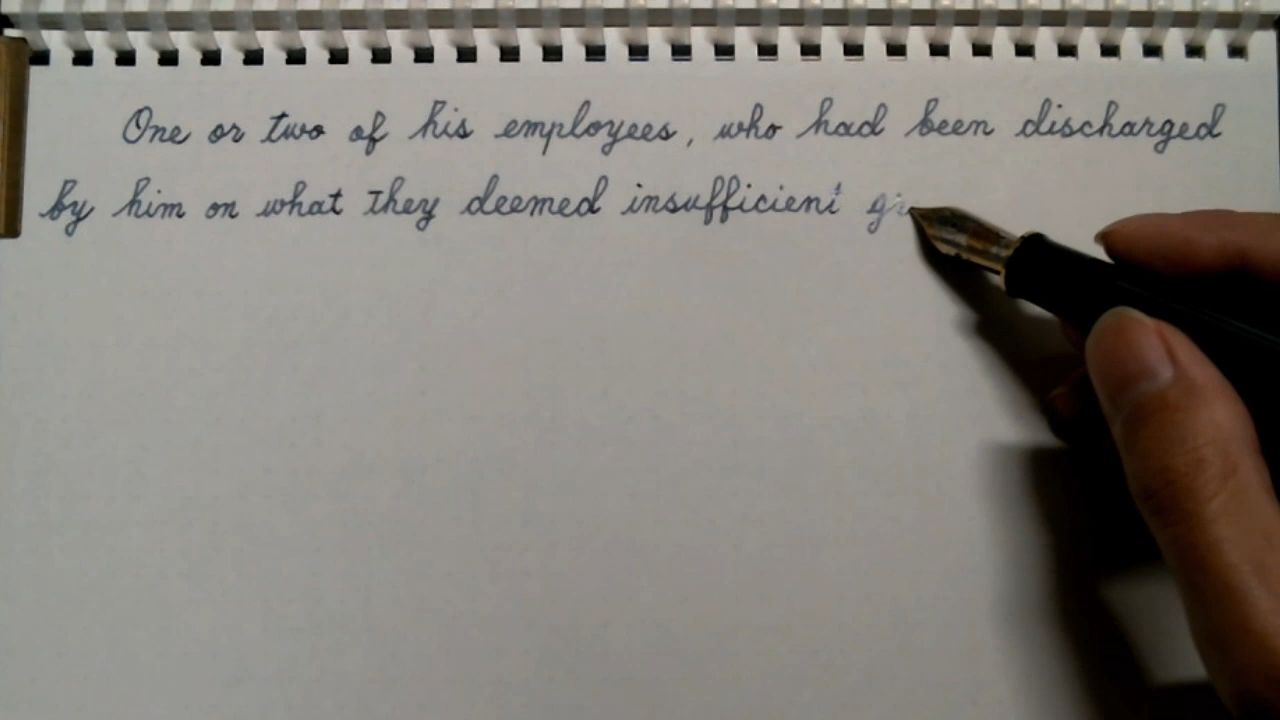 One or two of his employees, who had been discharged
by him on what they deemed insufficient